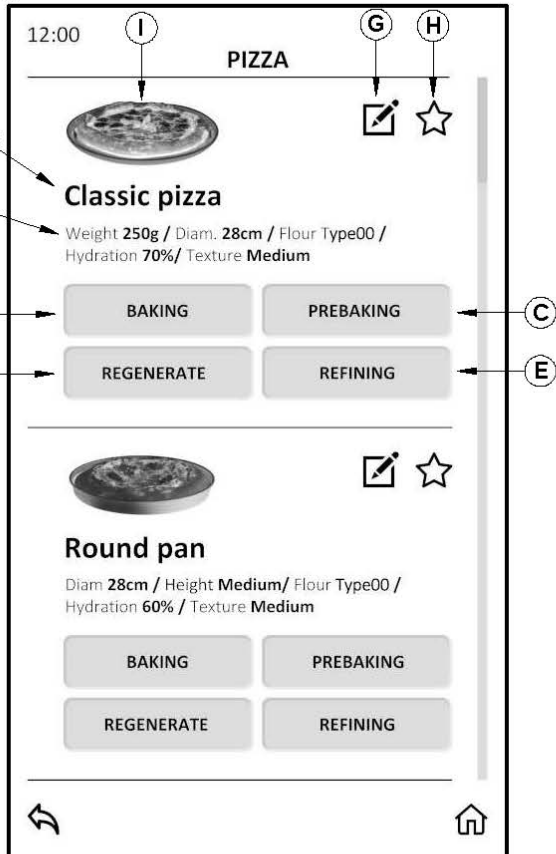 12:00
I
G
H
PIZZA
Classic pizza
Weight 250g / Diam. 28cm / Flour Type00 /
Hydration 70%/ Texture Medium
BAKING
PREBAKING
C
REGENERATE
REFINING
E
Round pan
Diam 28cm / Height Medium/ Flour Type00 /
Hydration 60% / Texture Medium
BAKING
PREBAKING
REGENERATE
REFINING